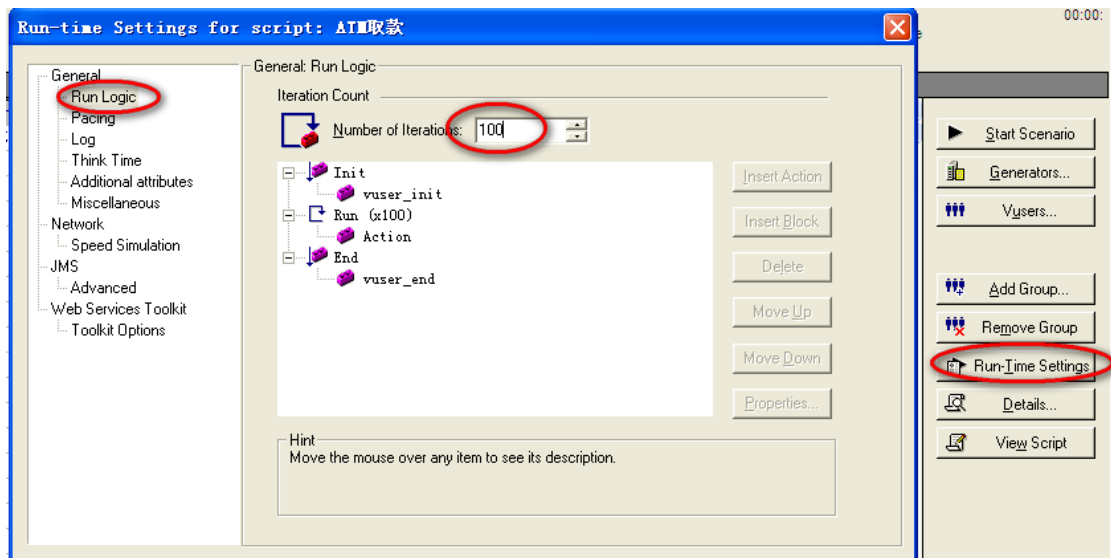 00:00:
Run-time Settings for script: ATM取款
General
Run Logic
Pacing
Log
Think Time
Additional attributes
Miscellaneous
Network
Speed Simulation
JMS
Advanced
Web Services Toolkit
Toolkit Options
General: Run Logic
Iteration Count
Number of Iterations: 100
Init
vuser_init
Run (x100)
Action
End
vuser_end
Insert Action
Insert Block
Delete
Move Up
Move Down
Properties...
Hint
Move the mouse over any item to see its description.
Start Scenario
Generators...
Vusers...
Add Group...
Remove Group
Run-Time Settings
Details...
View Script